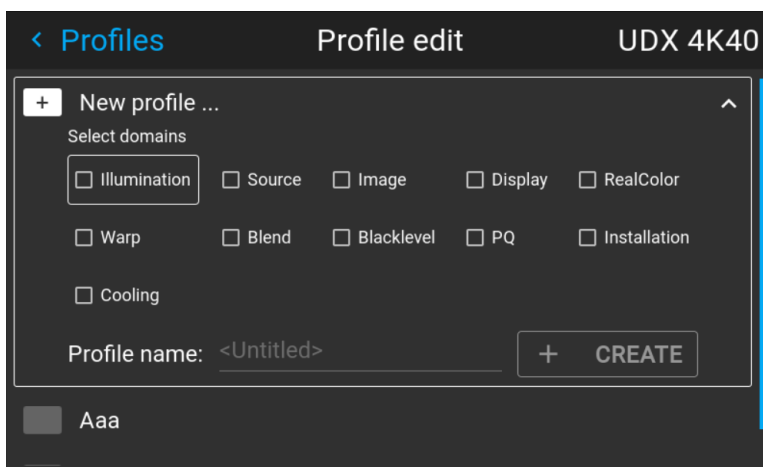 < Profiles Profile edit UDX 4K40
+ New profile ...
Select domains
Illumination Source Image Display RealColor
Warp Blend Blacklevel PQ Installation
Cooling
Profile name: <Untitled> + CREATE
Aaa